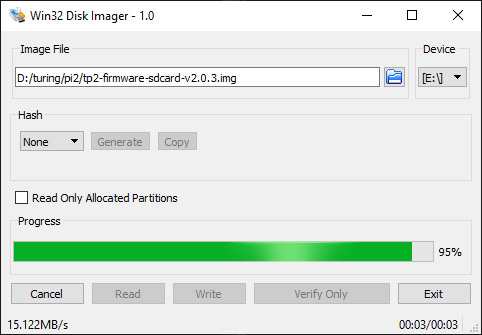 Win32 Disk Imager - 1.0
Image File
Device
D:/turing/pi2/tp2-firmware-sdcard-v2.0.3.img
[E:\]
Hash
None
Generate
Copy
Read Only Allocated Partitions
Progress
95%
Cancel
Read
Write
Verify Only
Exit
15.122MB/s
00:03/00:03